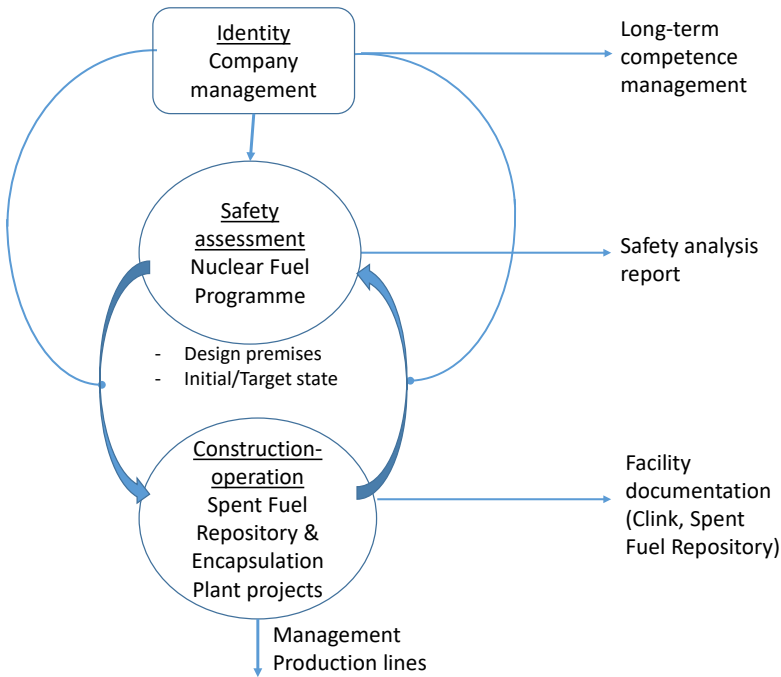 Identity
Company
management
Long-term
competence
management
Safety
assessment
Nuclear Fuel
Programme
Safety analysis
report
- Design premises
- Initial/Target state
Construction-
operation
Spent Fuel
Repository &
Encapsulation
Plant projects
Facility
documentation
(Clink, Spent
Fuel Repository)
Management
Production lines